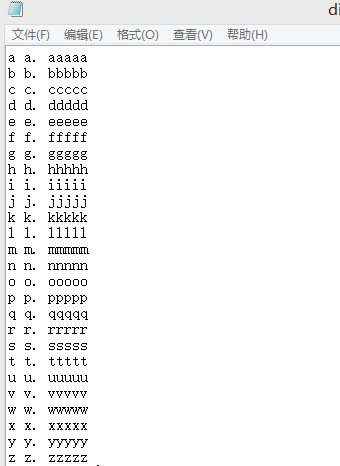 di
文件(F) 编辑(E) 格式(O) 查看(V) 帮助(H)
a a. aaaaa
b b. bbbbb
c c. ccccc
d d. ddddd
e e. eeeee
f f. fffff
g g. ggggg
h h. hhhhh
i i. iiiii
j j. jjjjj
k k. kkkkk
l l. lllll
m m. mmmmm
n n. nnnnn
o o. ooooo
p p. ppppp
q q. qqqqq
r r. rrrrr
s s. sssss
t t. ttttt
u u. uuuuu
v v. vvvvv
w w. wwwww
x x. xxxxx
y y. yyyyy
z z. zzzzz